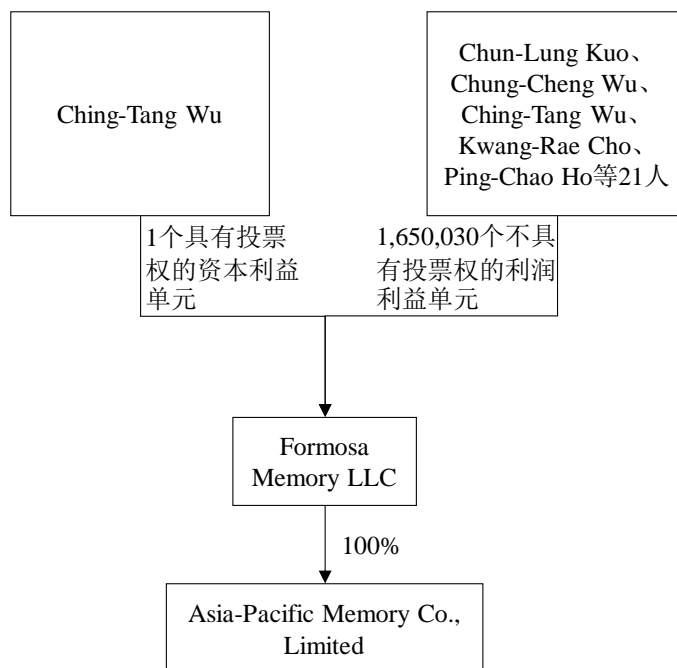 Ching-Tang Wu
Chun-Lung Kuo、
Chung-Cheng Wu、
Ching-Tang Wu、
Kwang-Rae Cho、
Ping-Chao Ho等21人
1个具有投票
权的资本利益
单元
1,650,030个不具
有投票权的利润
利益单元
Formosa
Memory LLC
100%
Asia-Pacific Memory Co.,
Limited